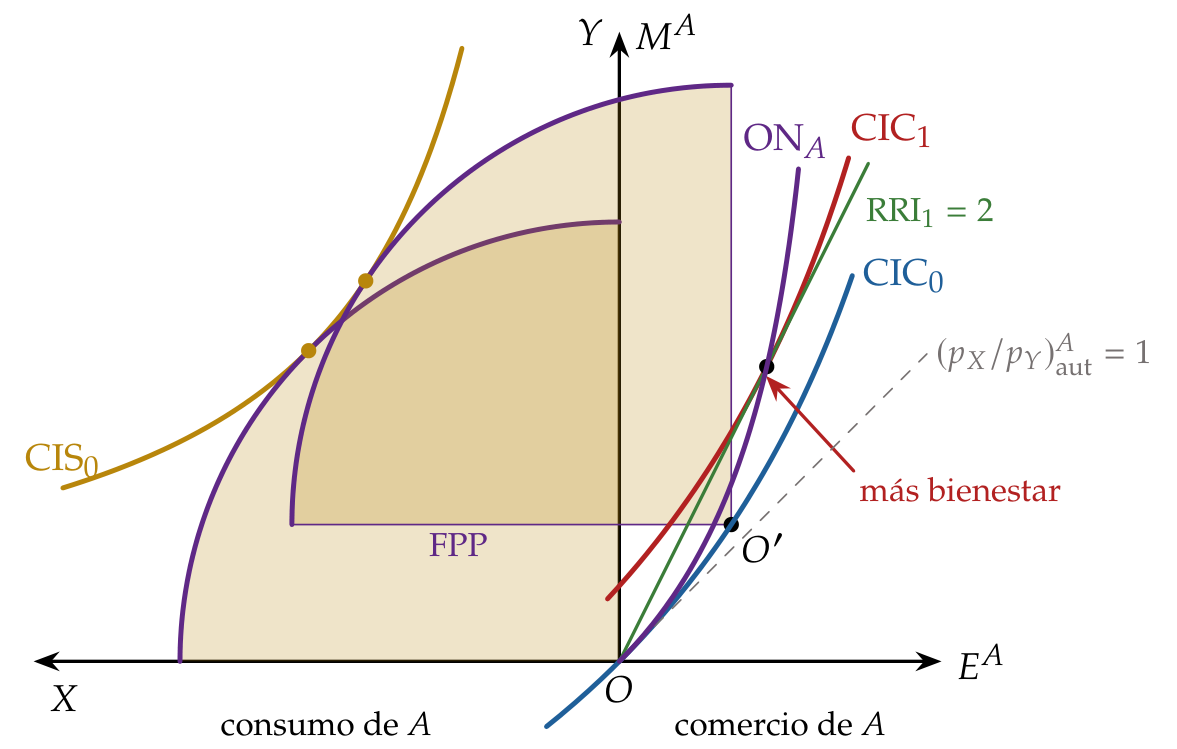 Y
M^A
ON_A
CIC_1
RRI_1 = 2
CIC_0
(p_X/p_Y)^A_aut = 1
CIS_0
más bienestar
FPP
O′
X
O
E^A
consumo de A
comercio de A